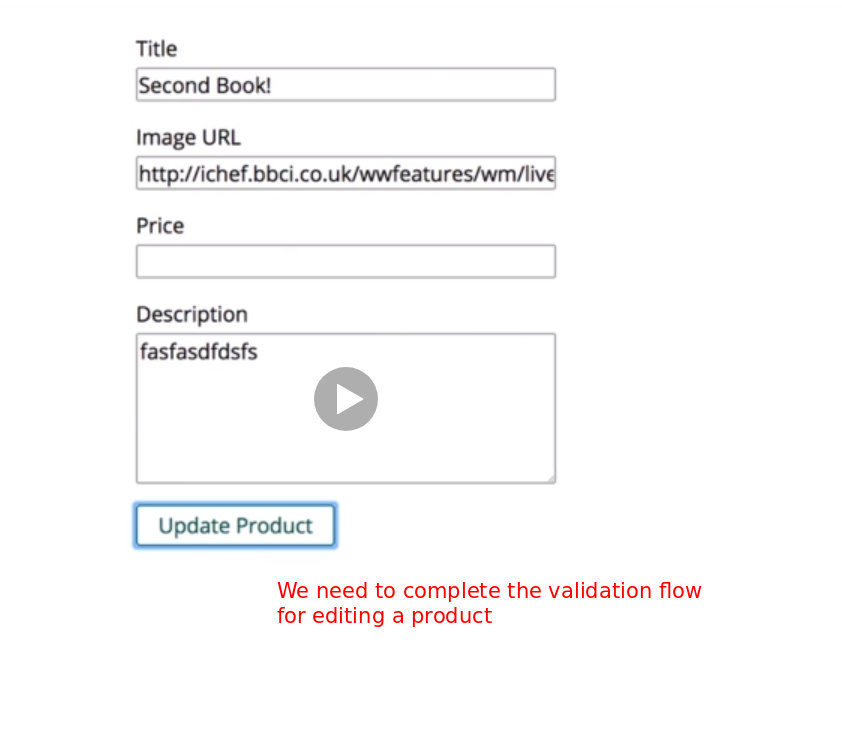 Title
Second Book!
Image URL
http://ichef.bbci.co.uk/wwfeatures/wm/live
Price
Description
fasfasdfdsfs
Update Product
We need to complete the validation flow
for editing a product